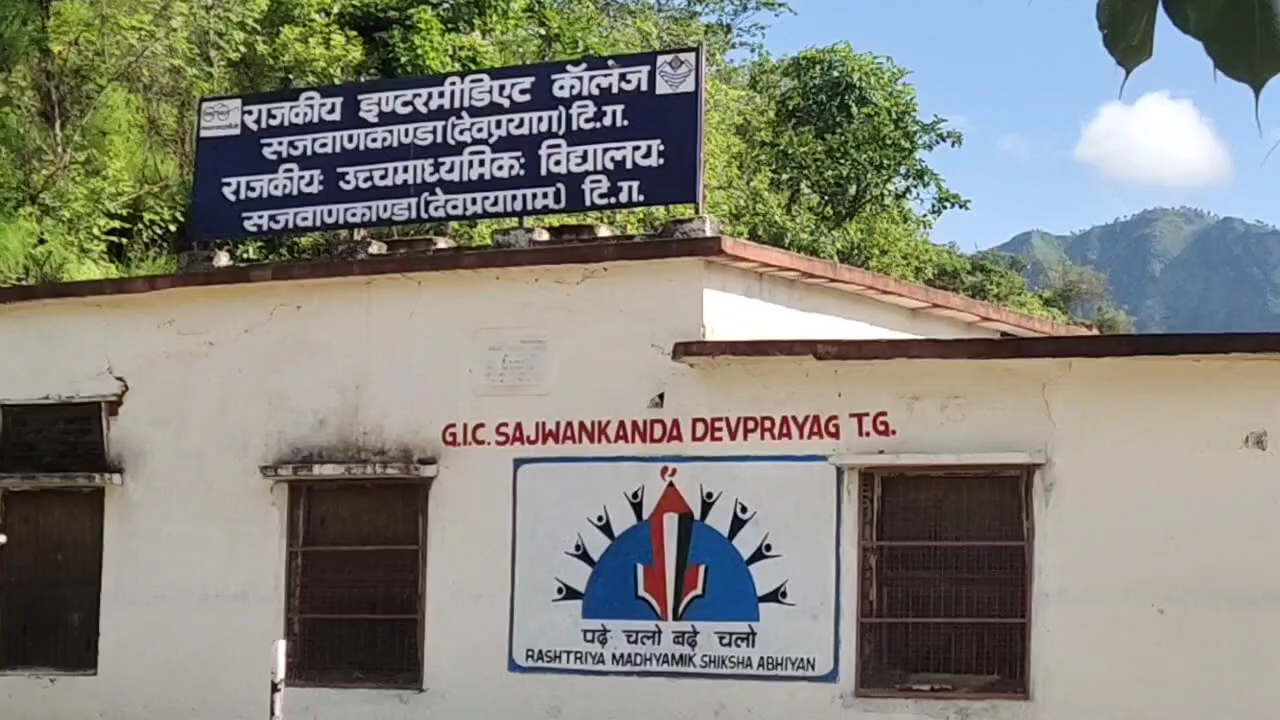 राजकीय इण्टरमीडिएट कॉलेज
सजवाणकाण्डा(देवप्रयाग)टि.ग.
राजकीयः उच्चमाध्यमिकः विद्यालयः
सजवाणकाण्डा(देवप्रयागम्) टि.ग.
G.I.C. SAJWANKANDA DEVPRAYAG T.G.
पढ़े चलो बढ़े चलो
RASHTRIYA MADHYAMIK SHIKSHA ABHIYAN